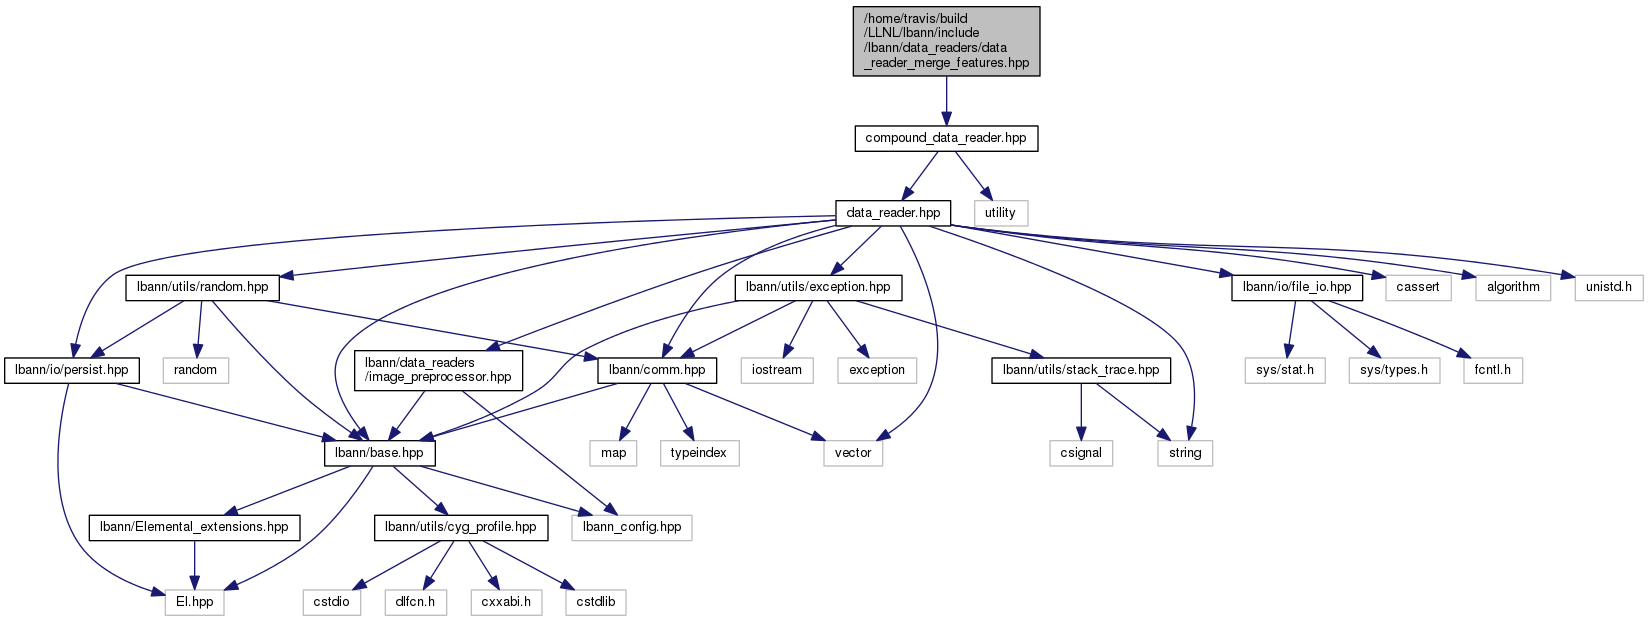 /home/travis/build
/LLNL/lbann/include
/lbann/data_readers/data
_reader_merge_features.hpp
compound_data_reader.hpp
data_reader.hpp
utility
lbann/utils/random.hpp
lbann/utils/exception.hpp
lbann/io/file_io.hpp
cassert
algorithm
unistd.h
lbann/io/persist.hpp
random
lbann/data_readers
/image_preprocessor.hpp
lbann/comm.hpp
iostream
exception
lbann/utils/stack_trace.hpp
sys/stat.h
sys/types.h
fcntl.h
lbann/base.hpp
map
typeindex
vector
csignal
string
lbann/Elemental_extensions.hpp
lbann/utils/cyg_profile.hpp
lbann_config.hpp
El.hpp
cstdio
dlfcn.h
cxxabi.h
cstdlib